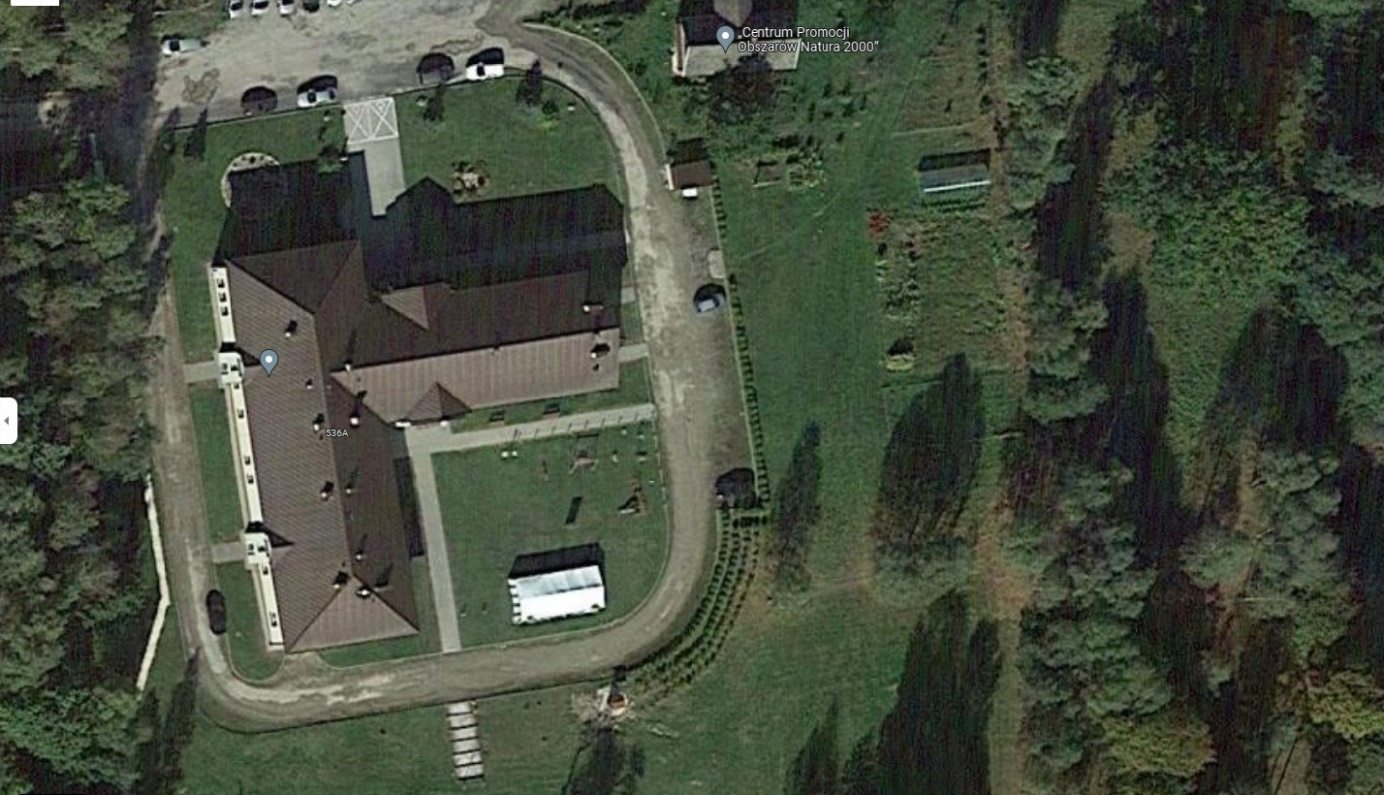 „Centrum Promocji
Obszarów Natura 2000”
536A